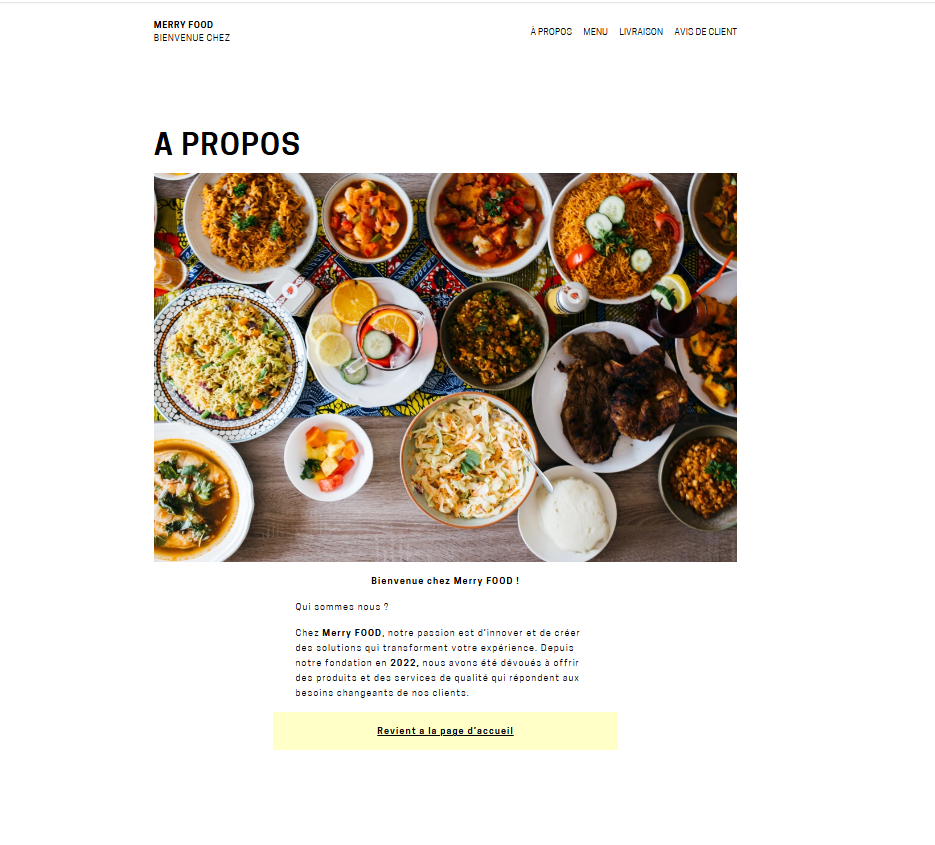 MERRY FOOD
BIENVENUE CHEZ
À PROPOS MENU LIVRAISON AVIS DE CLIENT
A PROPOS
Bienvenue chez Merry FOOD !
Qui sommes nous ?
Chez Merry FOOD, notre passion est d'innover et de créer
des solutions qui transforment votre expérience. Depuis
notre fondation en 2022, nous avons été dévoués à offrir
des produits et des services de qualité qui répondent aux
besoins changeants de nos clients.
Revient a la page d'accueil